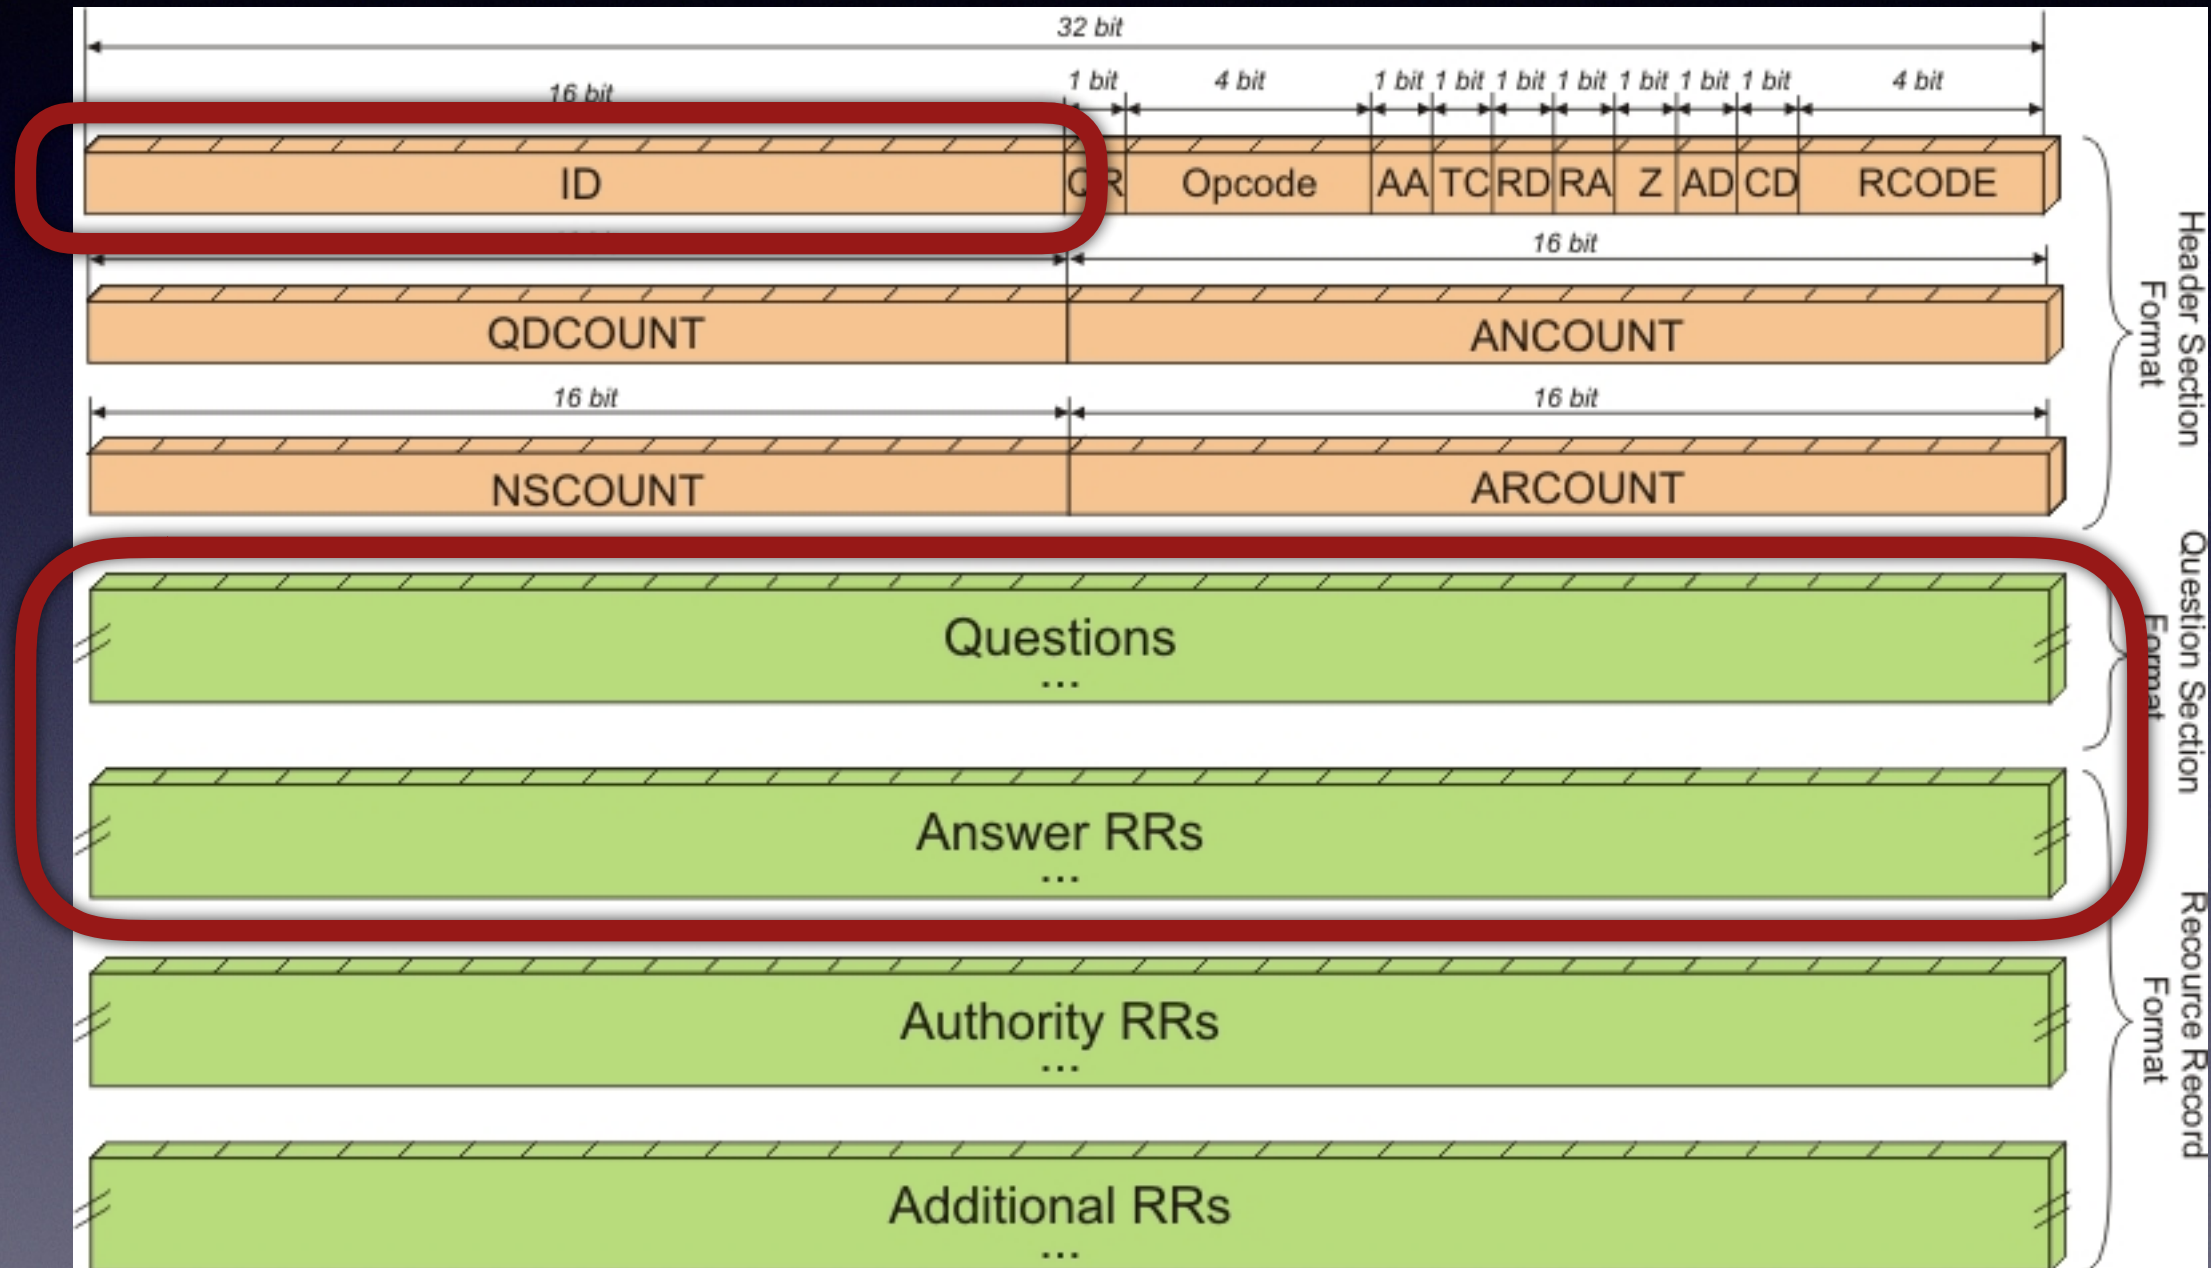 32 bit
16 bit 1 bit 4 bit 1 bit 1 bit 1 bit 1 bit 1 bit 1 bit 1 bit 4 bit
ID QR Opcode AA TC RD RA Z AD CD RCODE
16 bit
QDCOUNT ANCOUNT
16 bit 16 bit
NSCOUNT ARCOUNT
Header Section
Format
Questions
...
Question Section
Format
Answer RRs
...
Authority RRs
...
Additional RRs
...
Recource Record
Format